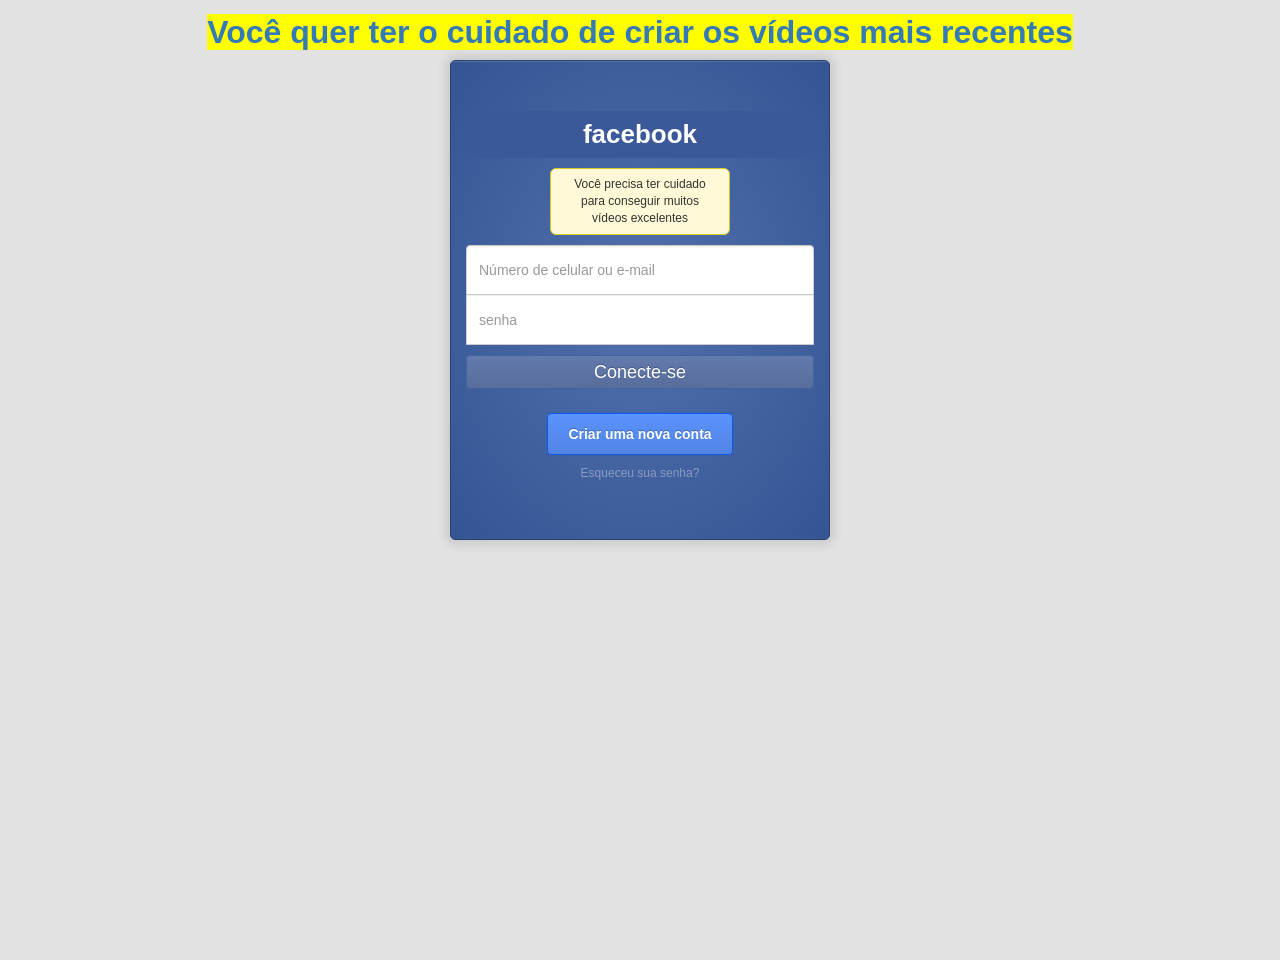 Você quer ter o cuidado de criar os vídeos mais recentes
facebook
Você precisa ter cuidado
para conseguir muitos
vídeos excelentes
Número de celular ou e-mail
senha
Conecte-se
Criar uma nova conta
Esqueceu sua senha?